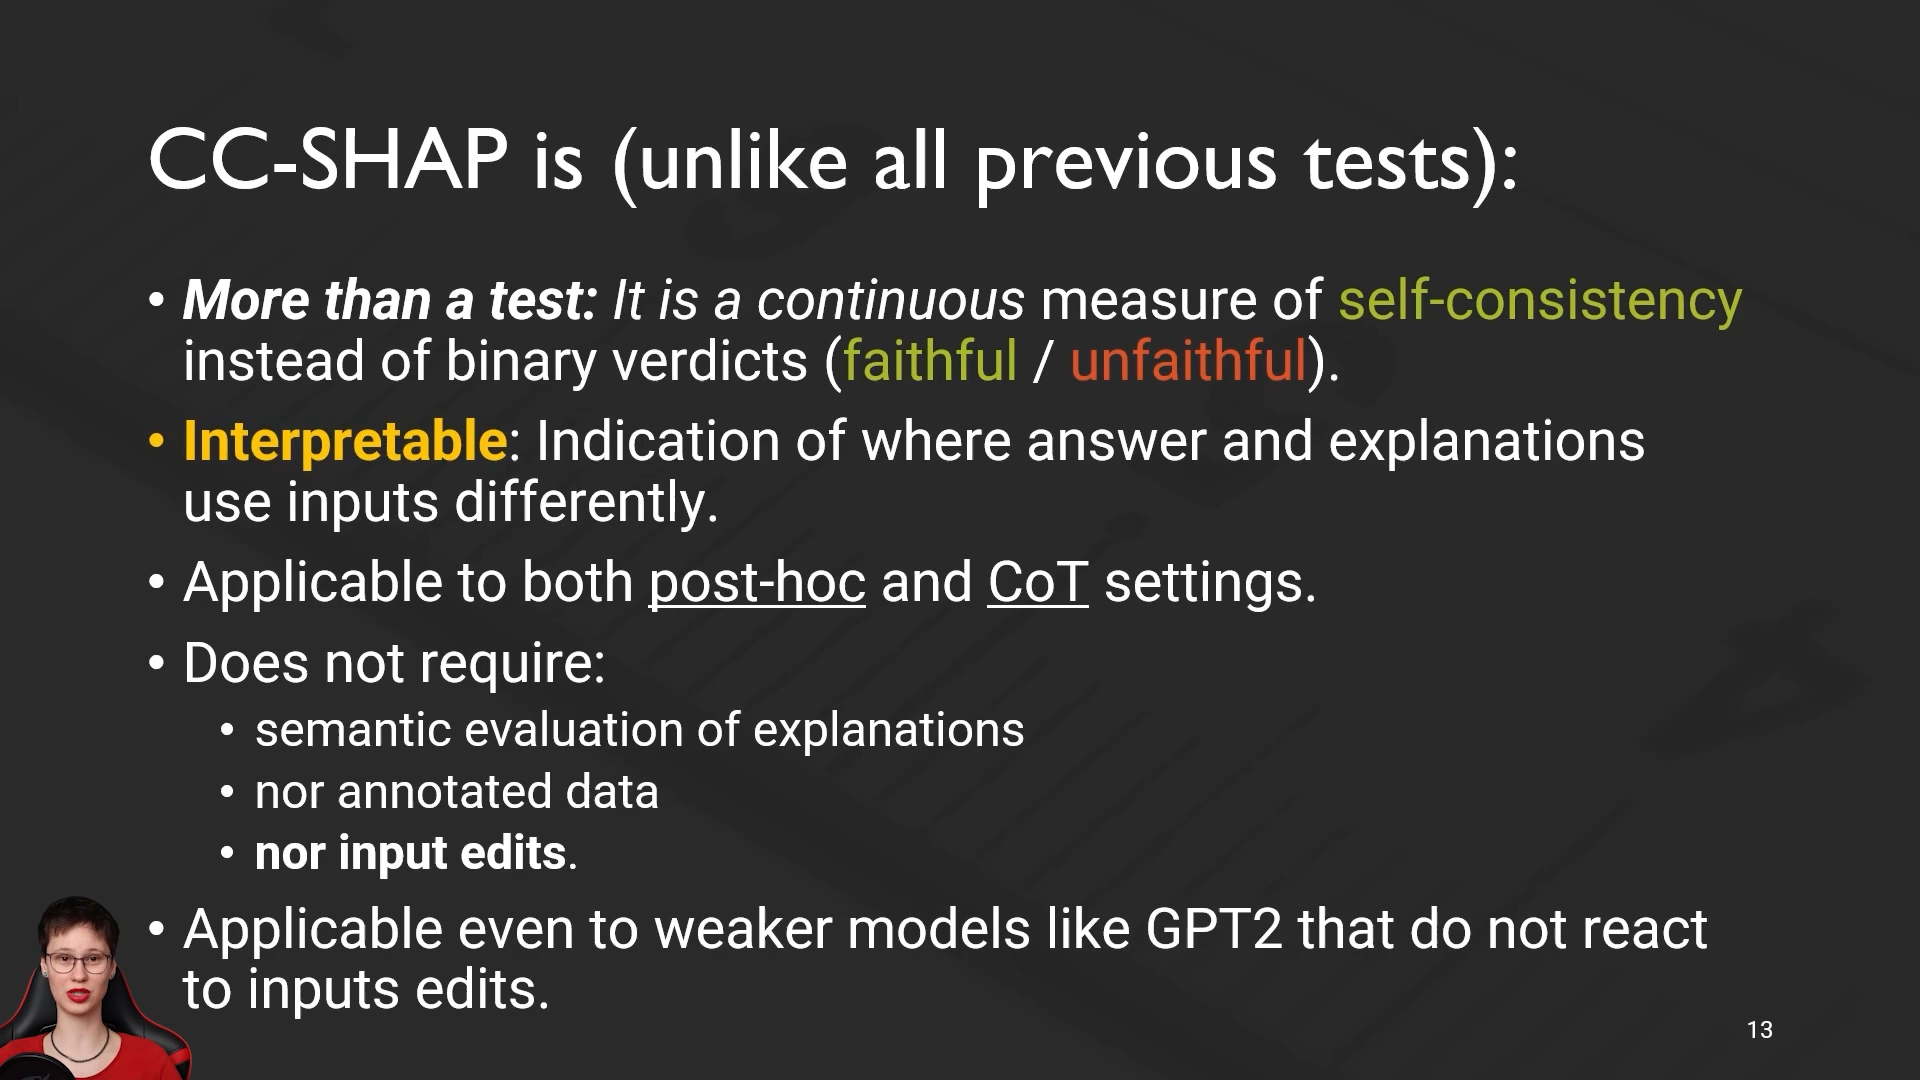 CC-SHAP is (unlike all previous tests):
• More than a test: It is a continuous measure of self-consistency
instead of binary verdicts (faithful / unfaithful).
• Interpretable: Indication of where answer and explanations
use inputs differently.
• Applicable to both post-hoc and CoT settings.
• Does not require:
• semantic evaluation of explanations
• nor annotated data
• nor input edits.
• Applicable even to weaker models like GPT2 that do not react
to inputs edits.
13